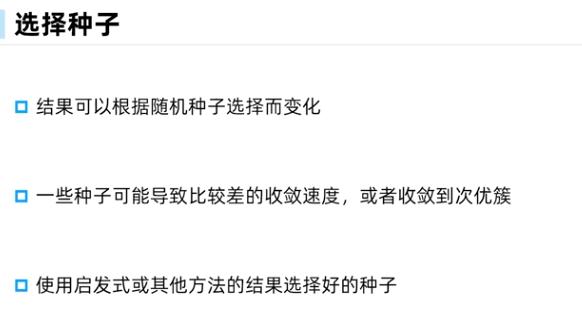 选择种子
结果可以根据随机种子选择而变化
一些种子可能导致比较差的收敛速度，或者收敛到次优簇
使用启发式或其他方法的结果选择好的种子